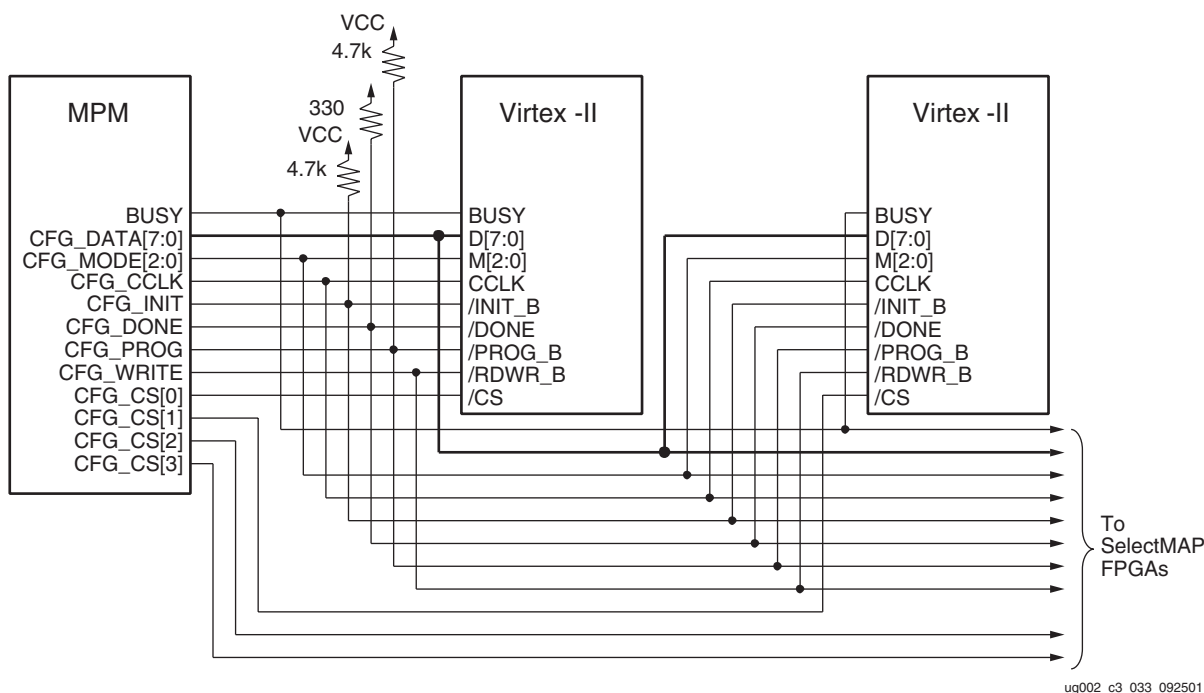 VCC
4.7k
330
VCC
4.7k
MPM
BUSY
CFG_DATA[7:0]
CFG_MODE[2:0]
CFG_CCLK
CFG_INIT
CFG_DONE
CFG_PROG
CFG_WRITE
CFG_CS[0]
CFG_CS[1]
CFG_CS[2]
CFG_CS[3]
Virtex -II
BUSY
D[7:0]
M[2:0]
CCLK
/INIT_B
/DONE
/PROG_B
/RDWR_B
/CS
Virtex -II
BUSY
D[7:0]
M[2:0]
CCLK
/INIT_B
/DONE
/PROG_B
/RDWR_B
/CS
To
SelectMAP
FPGAs
ug002_c3_033_092501